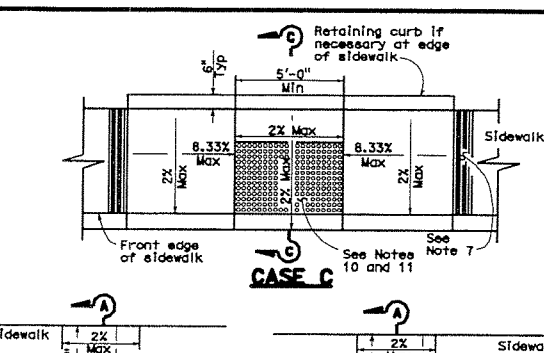 C
Retaining curb if
necessary at edge
of sidewalk
6"
Typ
5'-0"
Min
2% Max
Sidewalk
8.33%
Max
8.33%
Max
2%
Max
2% Max
2%
Max
Front edge
of sidewalk
C
See Notes
10 and 11
See
Note 7
CASE C
A
A
idewalk
2%
Max
2%
Sidewa